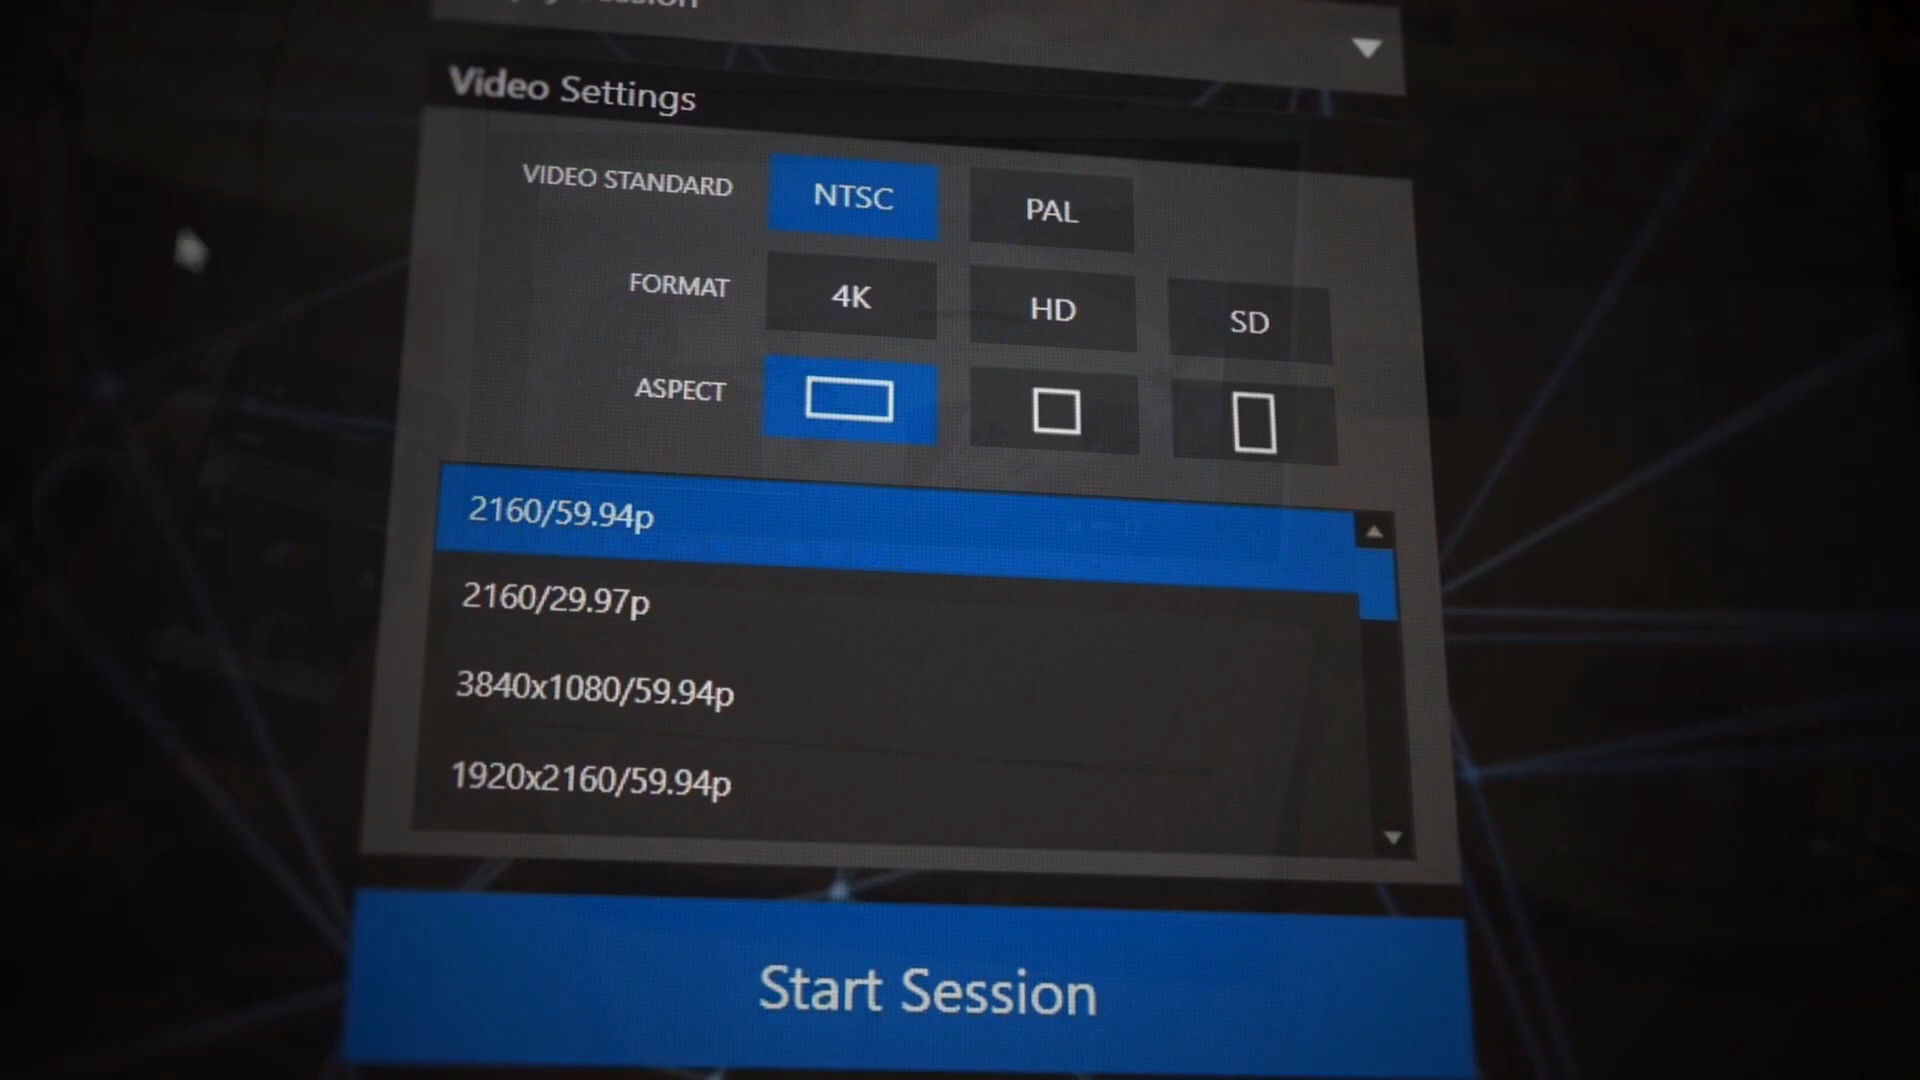 Session
Video Settings
VIDEO STANDARD NTSC PAL
FORMAT 4K HD SD
ASPECT
2160/59.94p
2160/29.97p
3840x1080/59.94p
1920x2160/59.94p
Start Session